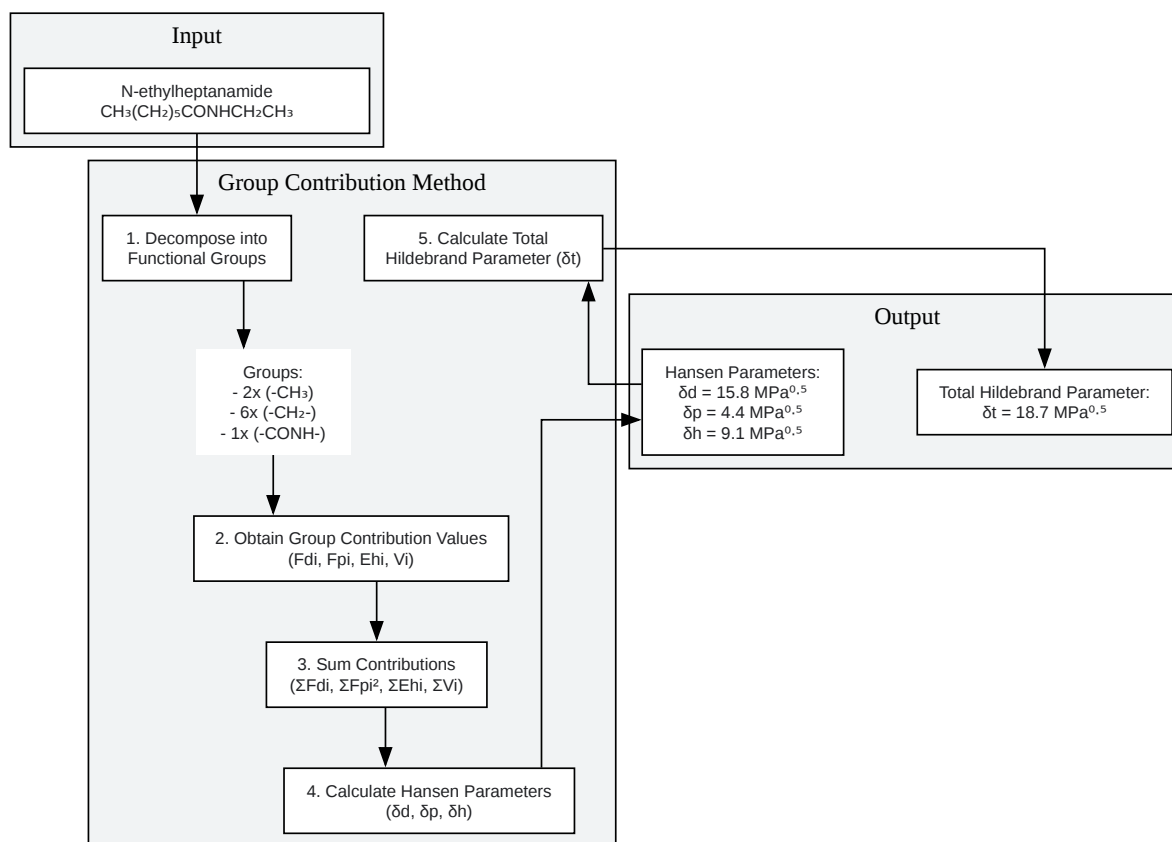 Input
N-ethylheptanamide
CH₃(CH₂)₅CONHCH₂CH₃
Group Contribution Method
1. Decompose into
Functional Groups
5. Calculate Total
Hildebrand Parameter (δt)
Groups:
- 2x (-CH₃)
- 6x (-CH₂-)
- 1x (-CONH-)
2. Obtain Group Contribution Values
(Fdi, Fpi, Ehi, Vi)
3. Sum Contributions
(ΣFdi, ΣFpi², ΣEhi, ΣVi)
4. Calculate Hansen Parameters
(δd, δp, δh)
Output
Hansen Parameters:
δd = 15.8 MPa⁰·⁵
δp = 4.4 MPa⁰·⁵
δh = 9.1 MPa⁰·⁵
Total Hildebrand Parameter:
δt = 18.7 MPa⁰·⁵